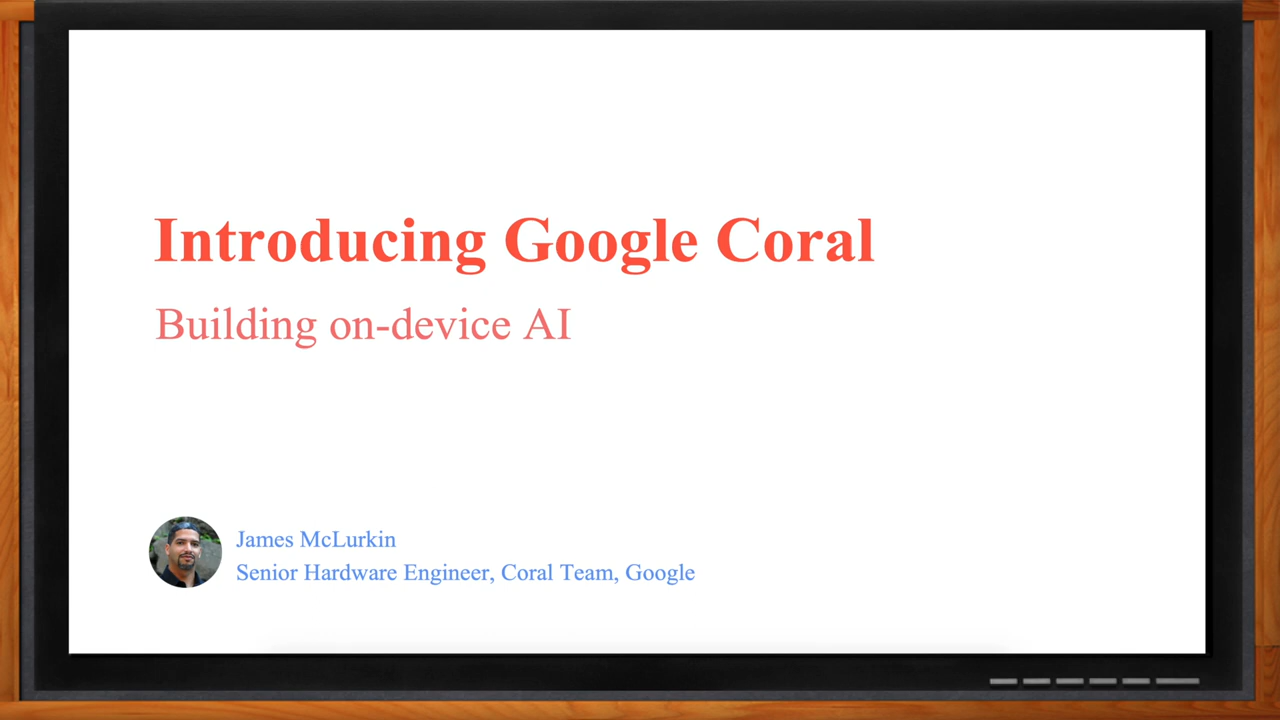 Introducing Google Coral
Building on-device AI
James McLurkin
Senior Hardware Engineer, Coral Team, Google